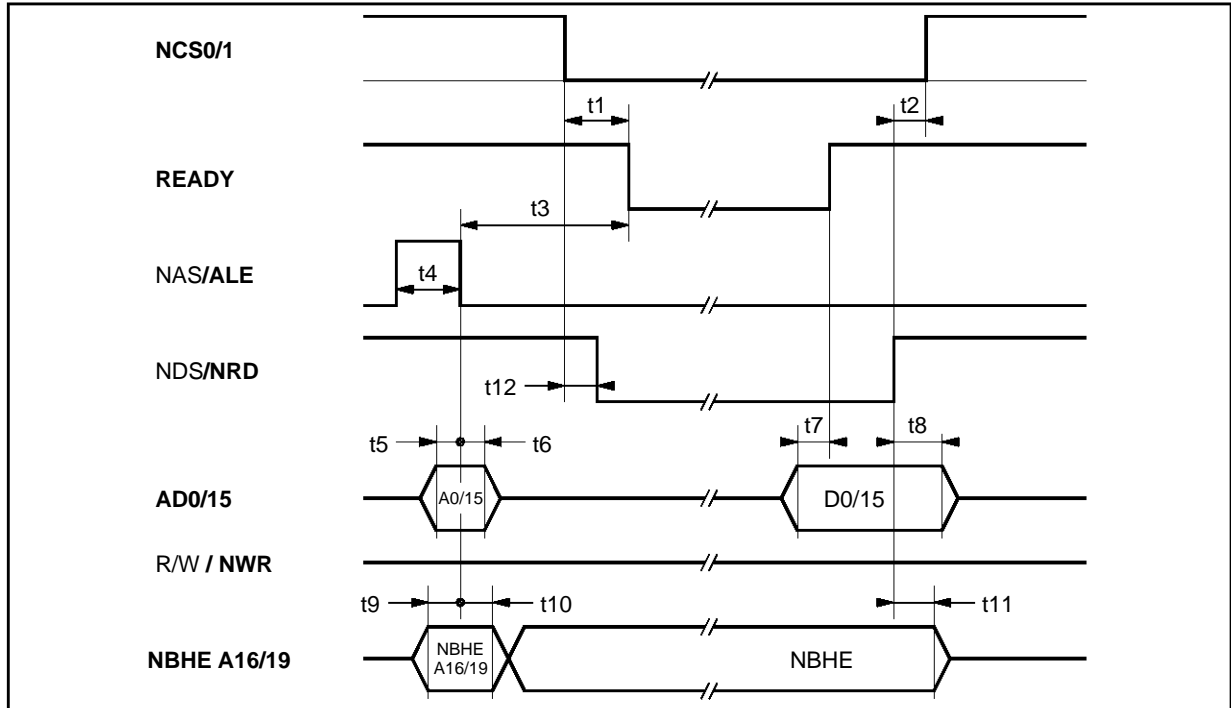 NCS0/1
t1
t2
READY
t3
NAS/ALE
t4
NDS/NRD
t12
t5
t6
t7
t8
AD0/15
A0/15
D0/15
R/W / NWR
t9
t10
t11
NBHE A16/19
NBHE
A16/19
NBHE